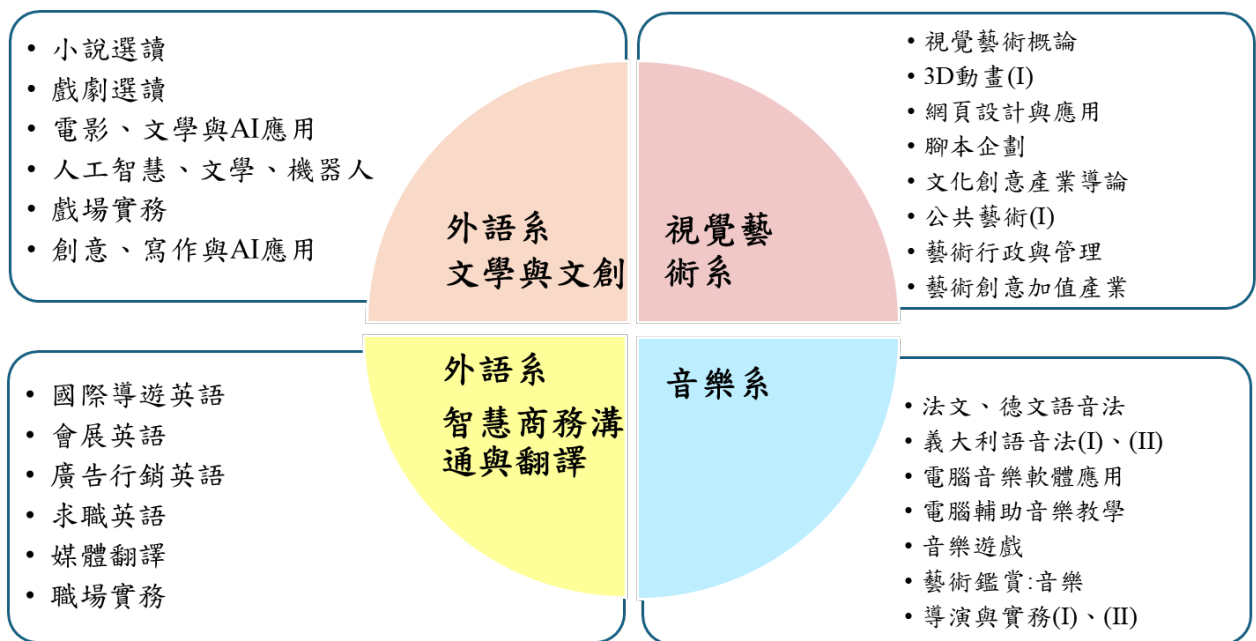 • 小說選讀
• 戲劇選讀
• 電影、文學與AI應用
• 人工智慧、文學、機器人
• 戲場實務
• 創意、寫作與AI應用
外語系
文學與文創
視覺藝
術系
• 視覺藝術概論
• 3D動畫(I)
• 網頁設計與應用
• 腳本企劃
• 文化創意產業導論
• 公共藝術(I)
• 藝術行政與管理
• 藝術創意加值產業
• 國際導遊英語
• 會展英語
• 廣告行銷英語
• 求職英語
• 媒體翻譯
• 職場實務
外語系
智慧商務溝
通與翻譯
音樂系
• 法文、德文語音法
• 義大利語音法(I)、(II)
• 電腦音樂軟體應用
• 電腦輔助音樂教學
• 音樂遊戲
• 藝術鑑賞:音樂
• 導演與實務(I)、(II)